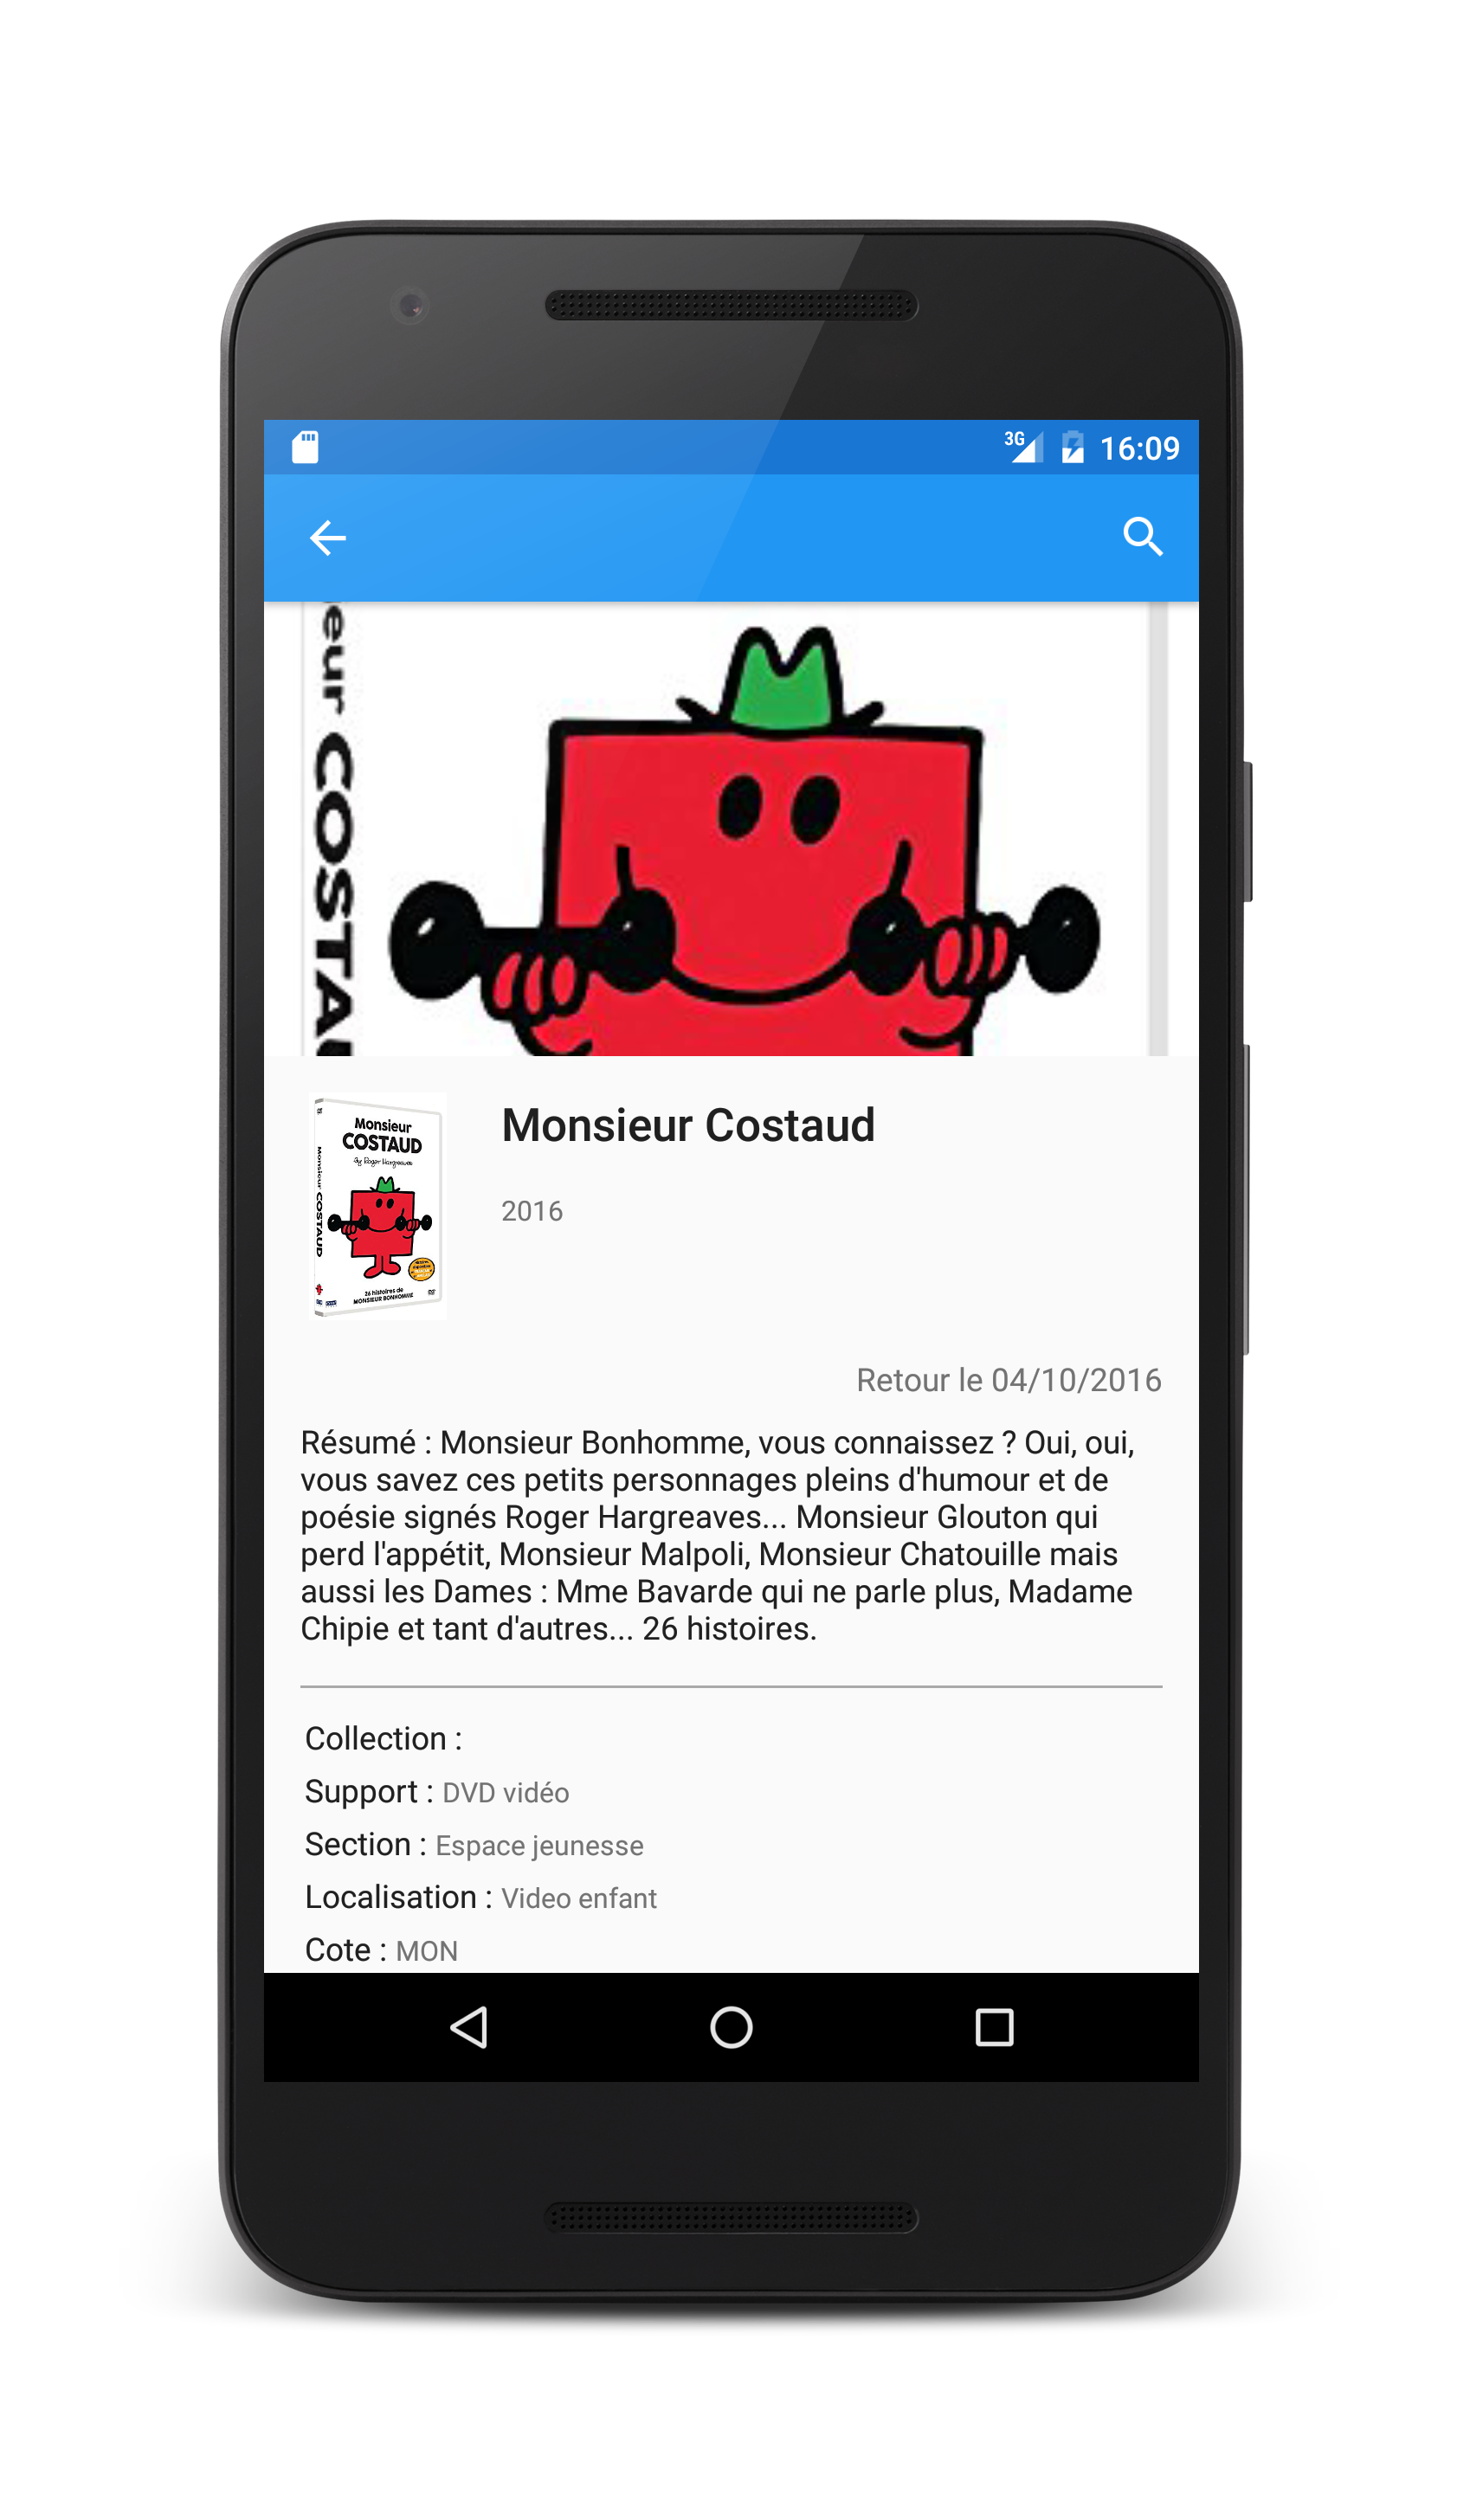 3G 16:09
eur COSTAU
Monsieur Costaud
Monsieur
COSTAUD
By Roger Hargreaves
Monsieur COSTAUD
26 histoires de
MONSIEUR BONHOMME
2016
Retour le 04/10/2016
Résumé : Monsieur Bonhomme, vous connaissez ? Oui, oui,
vous savez ces petits personnages pleins d'humour et de
poésie signés Roger Hargreaves... Monsieur Glouton qui
perd l'appétit, Monsieur Malpoli, Monsieur Chatouille mais
aussi les Dames : Mme Bavarde qui ne parle plus, Madame
Chipie et tant d'autres... 26 histoires.
Collection :
Support : DVD vidéo
Section : Espace jeunesse
Localisation : Video enfant
Cote : MON